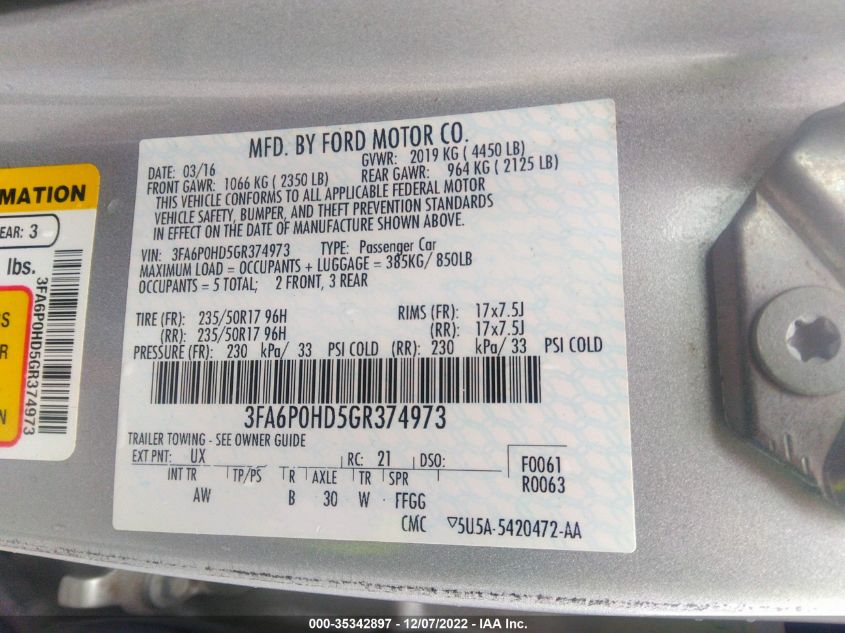 MFD. BY FORD MOTOR CO.
DATE: 03/16 GVWR: 2019 KG ( 4450 LB)
FRONT GAWR: 1066 KG ( 2350 LB) REAR GAWR: 964 KG ( 2125 LB)
THIS VEHICLE CONFORMS TO ALL APPLICABLE FEDERAL MOTOR
VEHICLE SAFETY, BUMPER, AND THEFT PREVENTION STANDARDS
IN EFFECT ON THE DATE OF MANUFACTURE SHOWN ABOVE.
VIN: 3FA6P0HD5GR374973 TYPE: Passenger Car
MAXIMUM LOAD = OCCUPANTS + LUGGAGE = 385KG/ 850LB
OCCUPANTS = 5 TOTAL; 2 FRONT, 3 REAR
TIRE (FR): 235/50R17 96H RIMS (FR): 17x7.5J
(RR): 235/50R17 96H (RR): 17x7.5J
PRESSURE (FR): 230 kPa/ 33 PSI COLD (RR): 230 kPa/ 33 PSI COLD
3FA6P0HD5GR374973
TRAILER TOWING - SEE OWNER GUIDE
EXT PNT: UX RC: 21 DSO: F0061
INT TR TP/PS R AXLE TR SPR R0063
AW B 30 W FFGG
CMC ▽5U5A-5420472-AA
MATION
EAR: 3
lbs.
3FA6P0HD5GR374973
RS
R
000-35342897 - 12/07/2022 - IAA Inc.